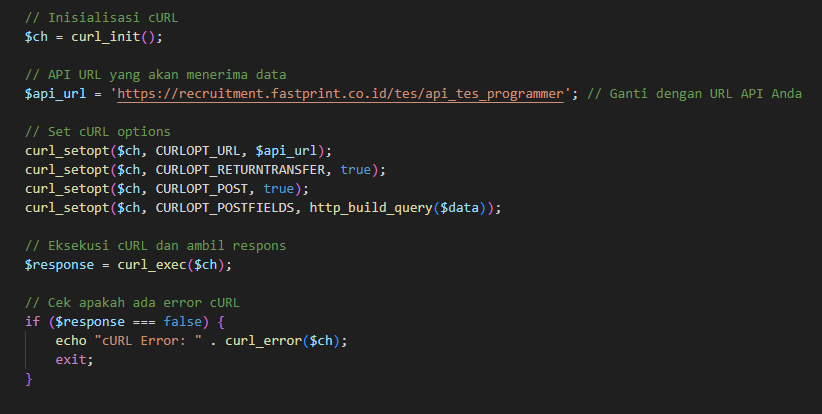 // Inisialisasi cURL
$ch = curl_init();
// API URL yang akan menerima data
$api_url = 'https://recruitment.fastprint.co.id/tes/api_tes_programmer'; // Ganti dengan URL API Anda
// Set cURL options
curl_setopt($ch, CURLOPT_URL, $api_url);
curl_setopt($ch, CURLOPT_RETURNTRANSFER, true);
curl_setopt($ch, CURLOPT_POST, true);
curl_setopt($ch, CURLOPT_POSTFIELDS, http_build_query($data));
// Eksekusi cURL dan ambil respons
$response = curl_exec($ch);
// Cek apakah ada error cURL
if ($response === false) {
    echo "cURL Error: " . curl_error($ch);
    exit;
}